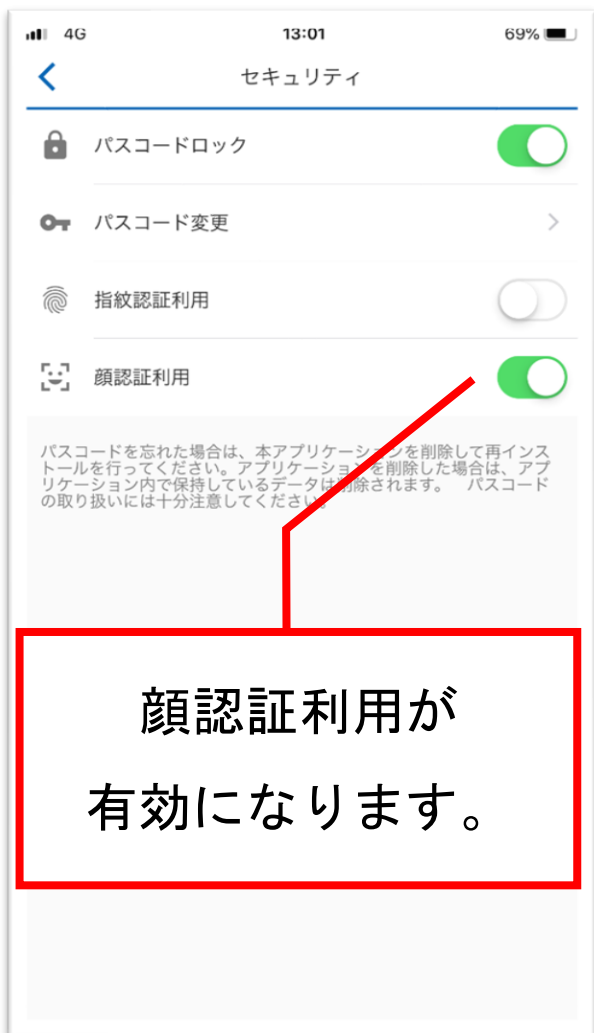 4G 13:01 69%
セキュリティ
パスコードロック
パスコード変更
指紋認証利用
顔認証利用
パスコードを忘れた場合は、本アプリケーションを削除して再インス
トールを行ってください。アプリケーションを削除した場合は、アプ
リケーション内で保持しているデータは削除されます。　パスコード
の取り扱いには十分注意してください。
顔認証利用が
有効になります。